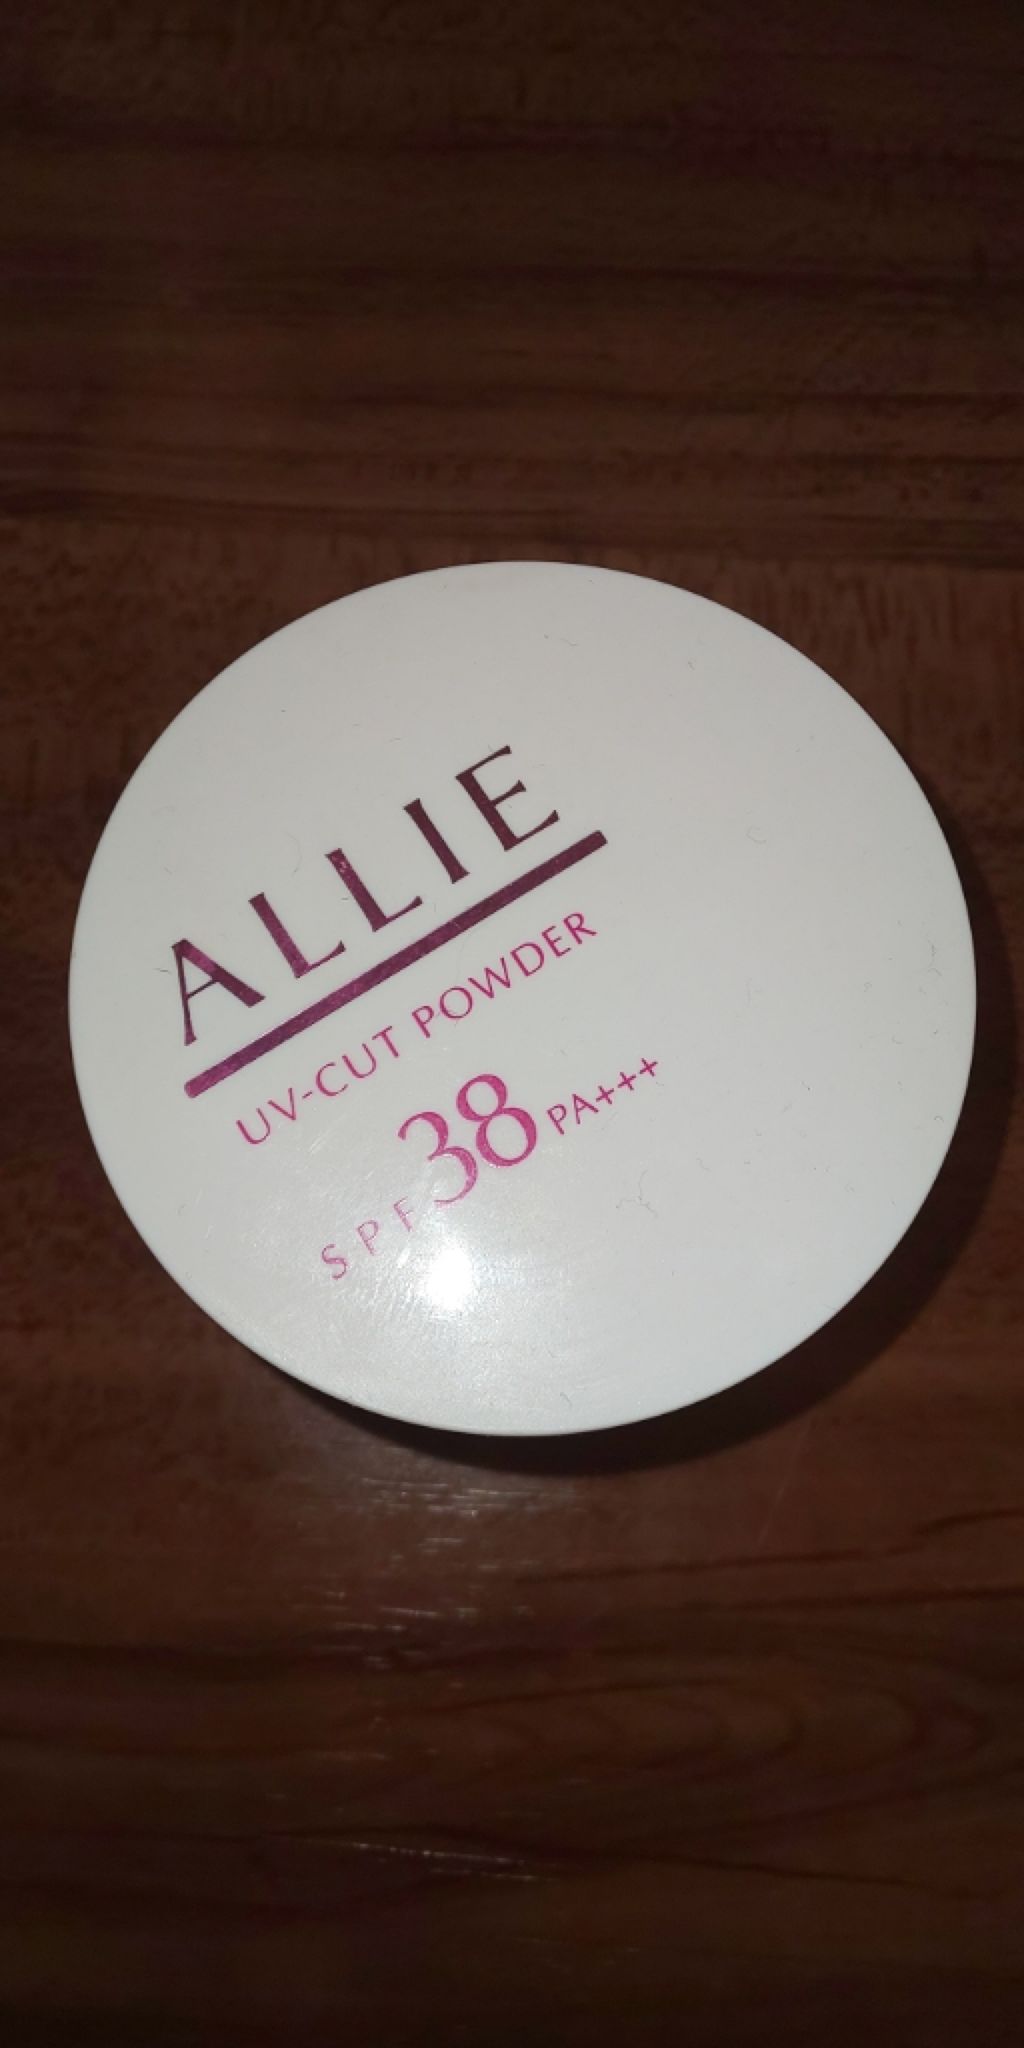 ALLIE
UV-CUT POWDER
SPF 38 PA+++